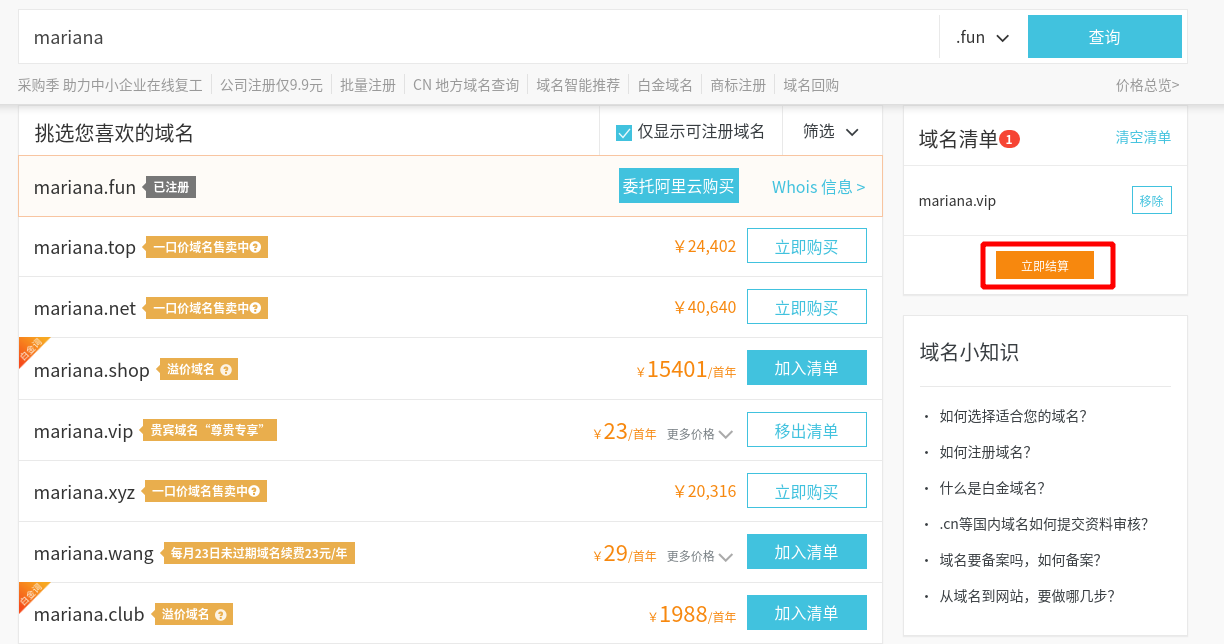 mariana
.fun
查询
采购季 助力中小企业在线复工
公司注册仅9.9元
批量注册
CN 地方域名查询
域名智能推荐
白金域名
商标注册
域名回购
价格总览>
挑选您喜欢的域名
仅显示可注册域名
筛选
mariana.fun 已注册 委托阿里云购买 Whois 信息 >
mariana.top 一口价域名售卖中? ￥24,402 立即购买
mariana.net 一口价域名售卖中? ￥40,640 立即购买
白金词
mariana.shop 溢价域名 ? ￥15401/首年 加入清单
mariana.vip 贵宾域名“尊贵专享” ￥23/首年 更多价格 移出清单
mariana.xyz 一口价域名售卖中? ￥20,316 立即购买
mariana.wang 每月23日未过期域名续费23元/年 ￥29/首年 更多价格 加入清单
白金词
mariana.club 溢价域名 ? ￥1988/首年 加入清单
域名清单 1 清空清单
mariana.vip 移除
立即结算
域名小知识
· 如何选择适合您的域名？
· 如何注册域名？
· 什么是白金域名？
· .cn等国内域名如何提交资料审核？
· 域名要备案吗，如何备案？
· 从域名到网站，要做哪几步？